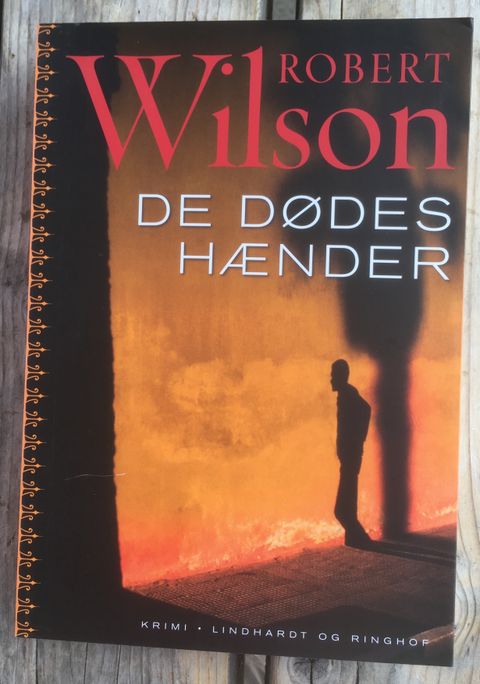 ROBERT
Wilson
DE DØDES
HÆNDER
KRIMI • LINDHARDT OG RINGHOF